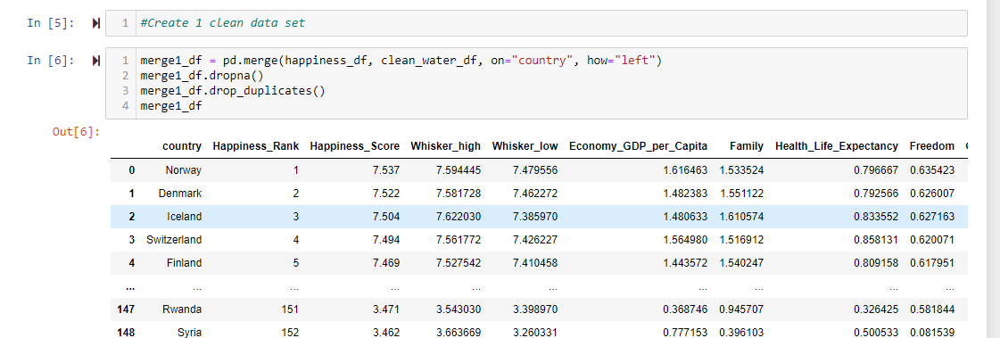 In [5]: 1 #Create 1 clean data set
In [6]: 1 merge1_df = pd.merge(happiness_df, clean_water_df, on="country", how="left")
2 merge1_df.dropna()
3 merge1_df.drop_duplicates()
4 merge1_df
Out[6]:
country Happiness_Rank Happiness_Score Whisker_high Whisker_low Economy_GDP_per_Capita Family Health_Life_Expectancy Freedom
0 Norway 1 7.537 7.594445 7.479556 1.616463 1.533524 0.796667 0.635423
1 Denmark 2 7.522 7.581728 7.462272 1.482383 1.551122 0.792566 0.626007
2 Iceland 3 7.504 7.622030 7.385970 1.480633 1.610574 0.833552 0.627163
3 Switzerland 4 7.494 7.561772 7.426227 1.564980 1.516912 0.858131 0.620071
4 Finland 5 7.469 7.527542 7.410458 1.443572 1.540247 0.809158 0.617951
... ... ... ... ... ... ... ... ... ...
147 Rwanda 151 3.471 3.543030 3.398970 0.368746 0.945707 0.326425 0.581844
148 Syria 152 3.462 3.663669 3.260331 0.777153 0.396103 0.500533 0.081539